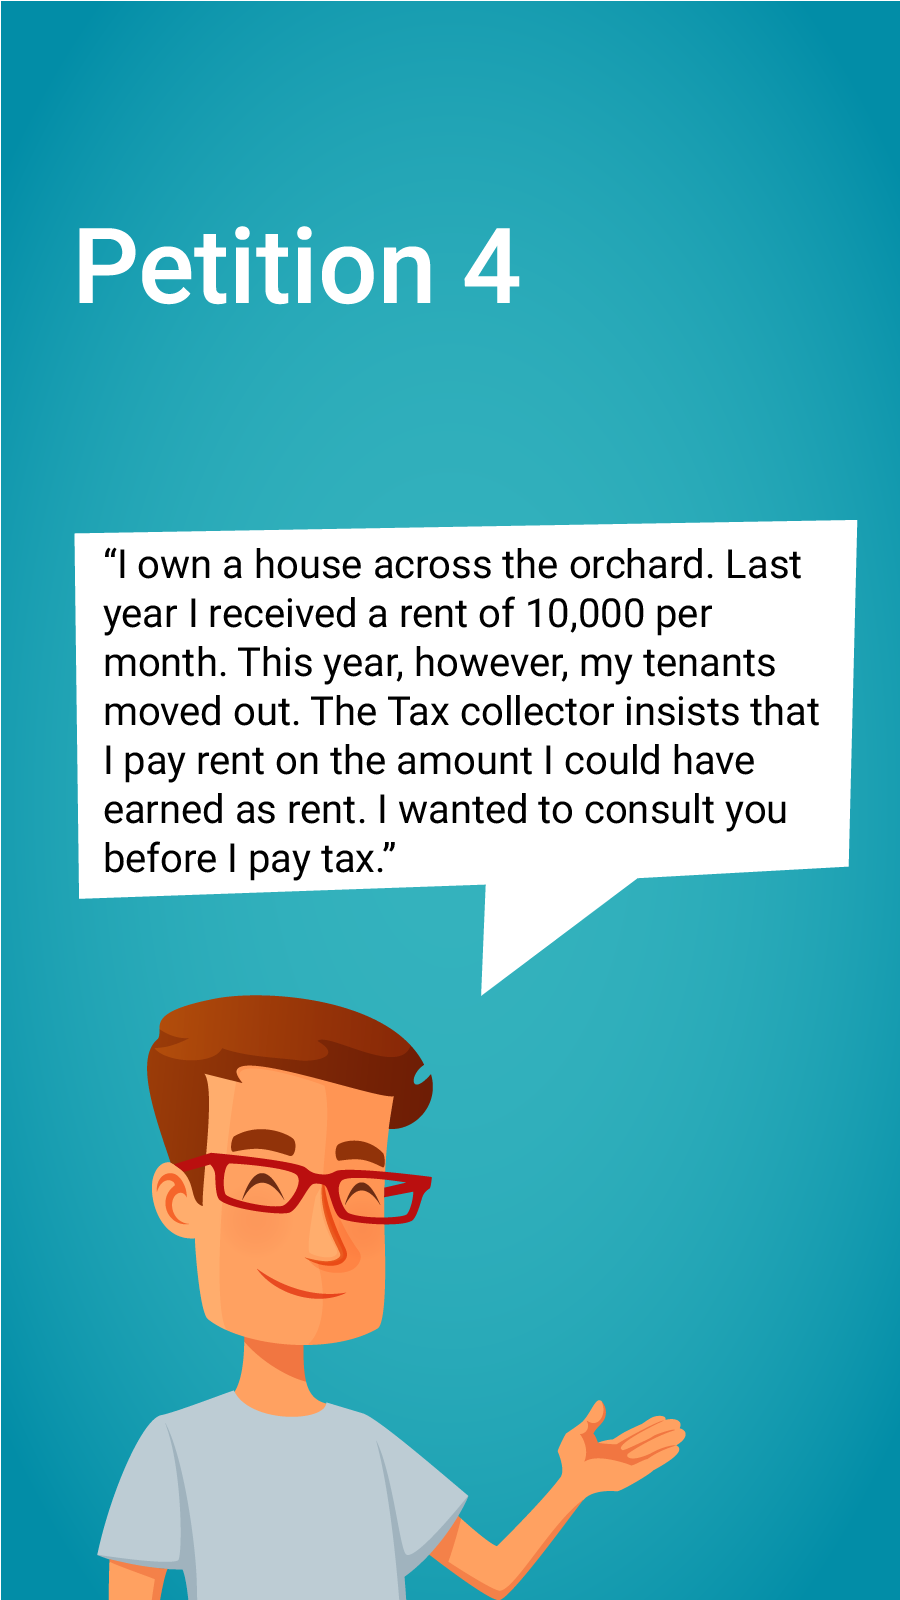 Petition 4
“I own a house across the orchard. Last
year I received a rent of 10,000 per
month. This year, however, my tenants
moved out. The Tax collector insists that
I pay rent on the amount I could have
earned as rent. I wanted to consult you
before I pay tax.”